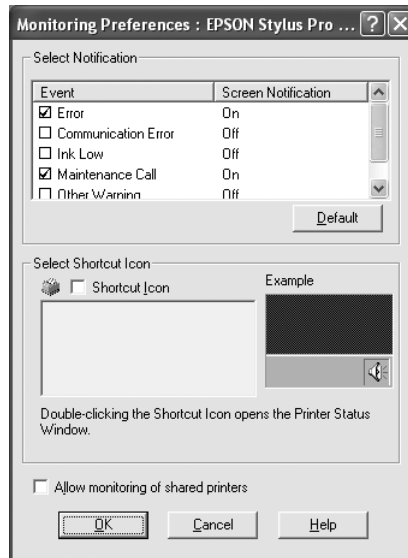 Monitoring Preferences : EPSON Stylus Pro ...
Select Notification
Event Screen Notification
Error On
Communication Error Off
Ink Low Off
Maintenance Call On
Other Warning Off
Default
Select Shortcut Icon
Shortcut Icon
Example
Double-clicking the Shortcut Icon opens the Printer Status
Window.
Allow monitoring of shared printers
OK Cancel Help